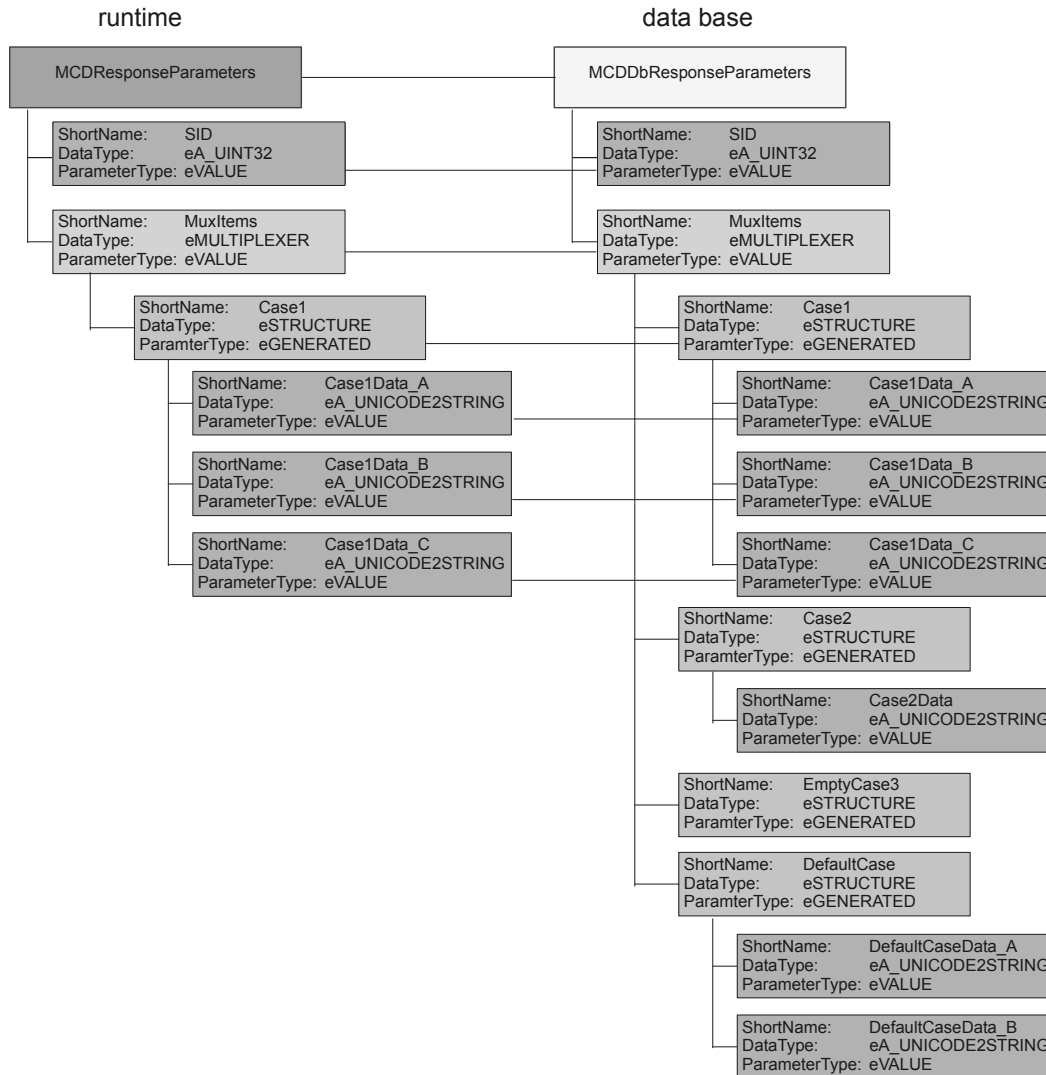 runtime
data base
MCDResponseParameters
MCDDbResponseParameters
ShortName: SID
DataType: eA_UINT32
ParameterType: eVALUE
ShortName: SID
DataType: eA_UINT32
ParameterType: eVALUE
ShortName: MuxItems
DataType: eMULTIPLEXER
ParameterType: eVALUE
ShortName: MuxItems
DataType: eMULTIPLEXER
ParameterType: eVALUE
ShortName: Case1
DataType: eSTRUCTURE
ParamterType: eGENERATED
ShortName: Case1
DataType: eSTRUCTURE
ParamterType: eGENERATED
ShortName: Case1Data_A
DataType: eA_UNICODE2STRING
ParameterType: eVALUE
ShortName: Case1Data_A
DataType: eA_UNICODE2STRING
ParameterType: eVALUE
ShortName: Case1Data_B
DataType: eA_UNICODE2STRING
ParameterType: eVALUE
ShortName: Case1Data_B
DataType: eA_UNICODE2STRING
ParameterType: eVALUE
ShortName: Case1Data_C
DataType: eA_UNICODE2STRING
ParameterType: eVALUE
ShortName: Case1Data_C
DataType: eA_UNICODE2STRING
ParameterType: eVALUE
ShortName: Case2
DataType: eSTRUCTURE
ParamterType: eGENERATED
ShortName: Case2Data
DataType: eA_UNICODE2STRING
ParameterType: eVALUE
ShortName: EmptyCase3
DataType: eSTRUCTURE
ParamterType: eGENERATED
ShortName: DefaultCase
DataType: eSTRUCTURE
ParamterType: eGENERATED
ShortName: DefaultCaseData_A
DataType: eA_UNICODE2STRING
ParameterType: eVALUE
ShortName: DefaultCaseData_B
DataType: eA_UNICODE2STRING
ParameterType: eVALUE